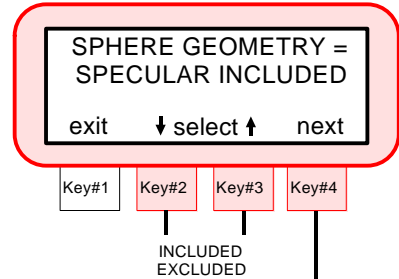 SPHERE GEOMETRY =
SPECULAR INCLUDED
exit select next
Key#1 Key#2 Key#3 Key#4
INCLUDED
EXCLUDED